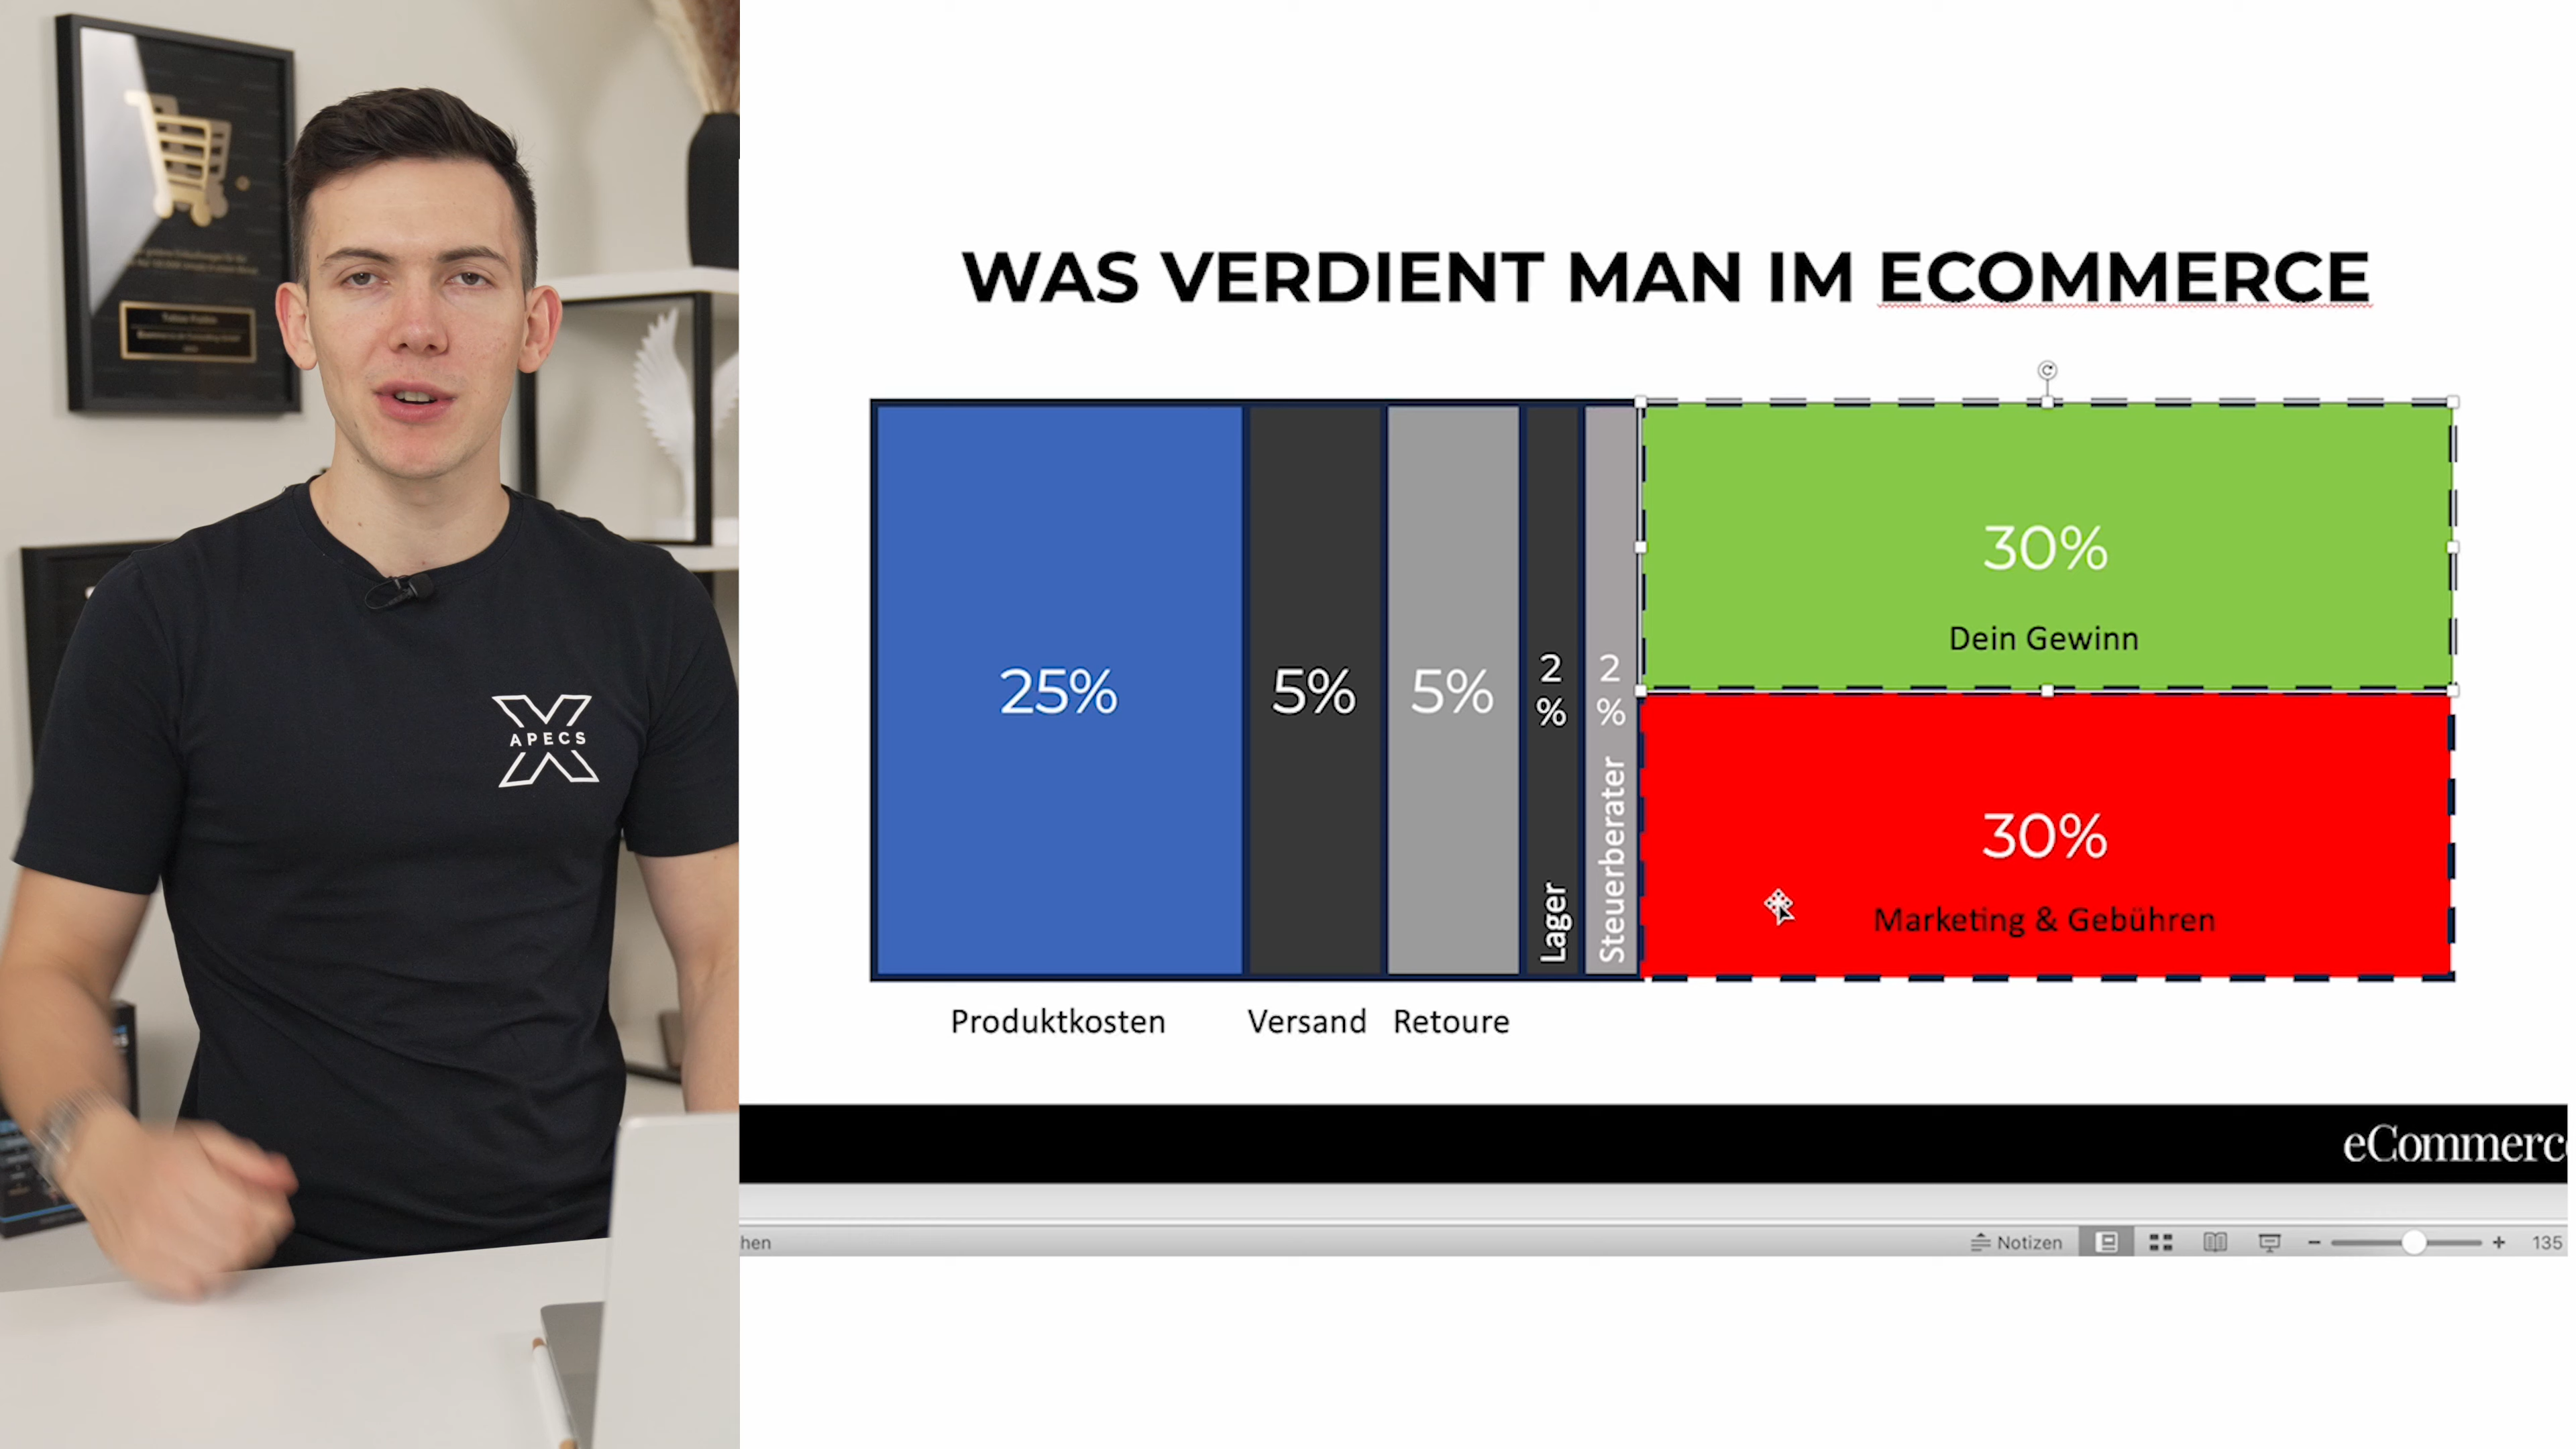 WAS VERDIENT MAN IM ECOMMERCE
25%
5%
5%
2
%
2
%
Lager
Steuerberater
30%
Dein Gewinn
30%
Marketing & Gebühren
Produktkosten
Versand
Retoure
APECS
eCommerc
hen
Notizen
135